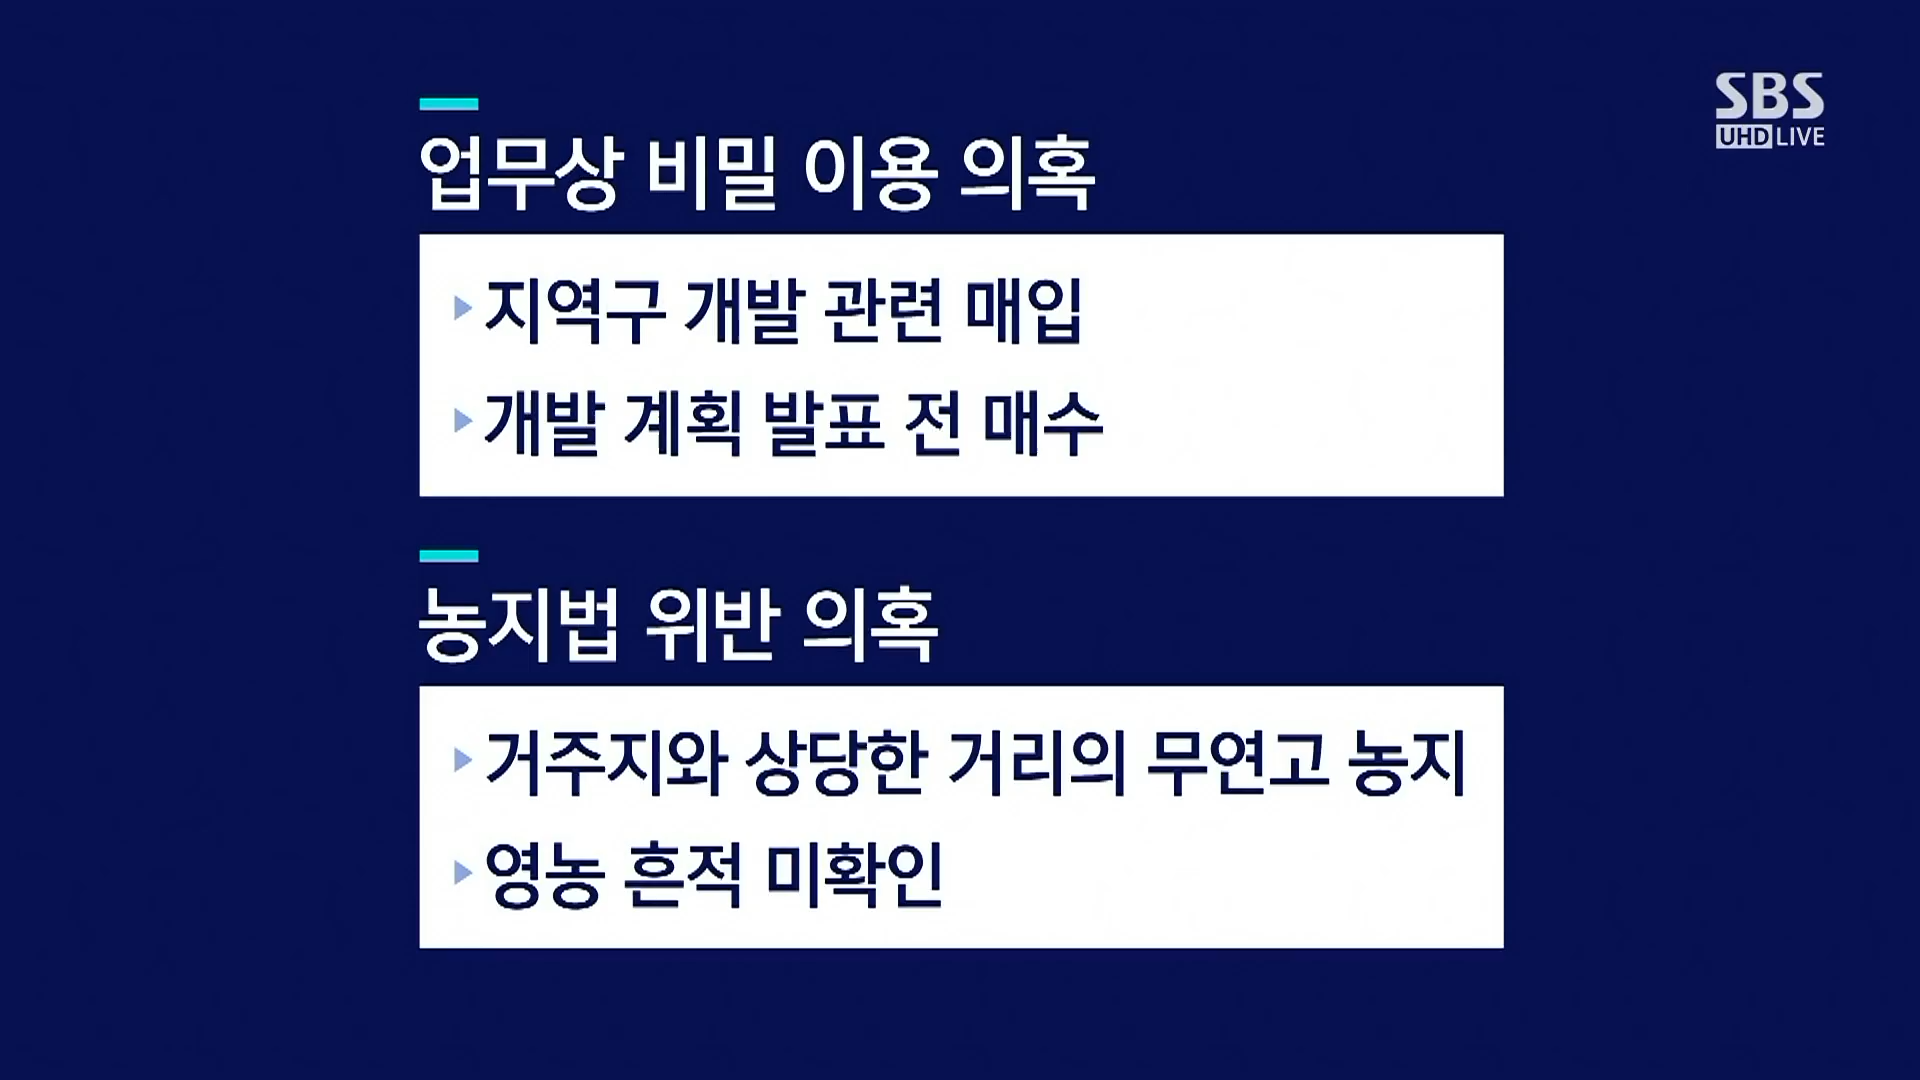 SBS
UHD LIVE
업무상 비밀 이용 의혹
▸지역구 개발 관련 매입
▸개발 계획 발표 전 매수
농지법 위반 의혹
▸거주지와 상당한 거리의 무연고 농지
▸영농 흔적 미확인